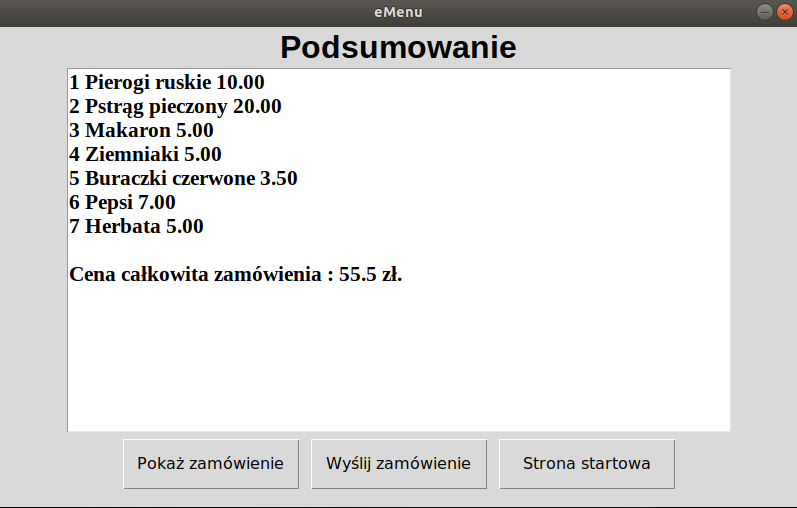 eMenu
Podsumowanie
1 Pierogi ruskie 10.00
2 Pstrąg pieczony 20.00
3 Makaron 5.00
4 Ziemniaki 5.00
5 Buraczki czerwone 3.50
6 Pepsi 7.00
7 Herbata 5.00
Cena całkowita zamówienia : 55.5 zł.
Pokaż zamówienie
Wyślij zamówienie
Strona startowa